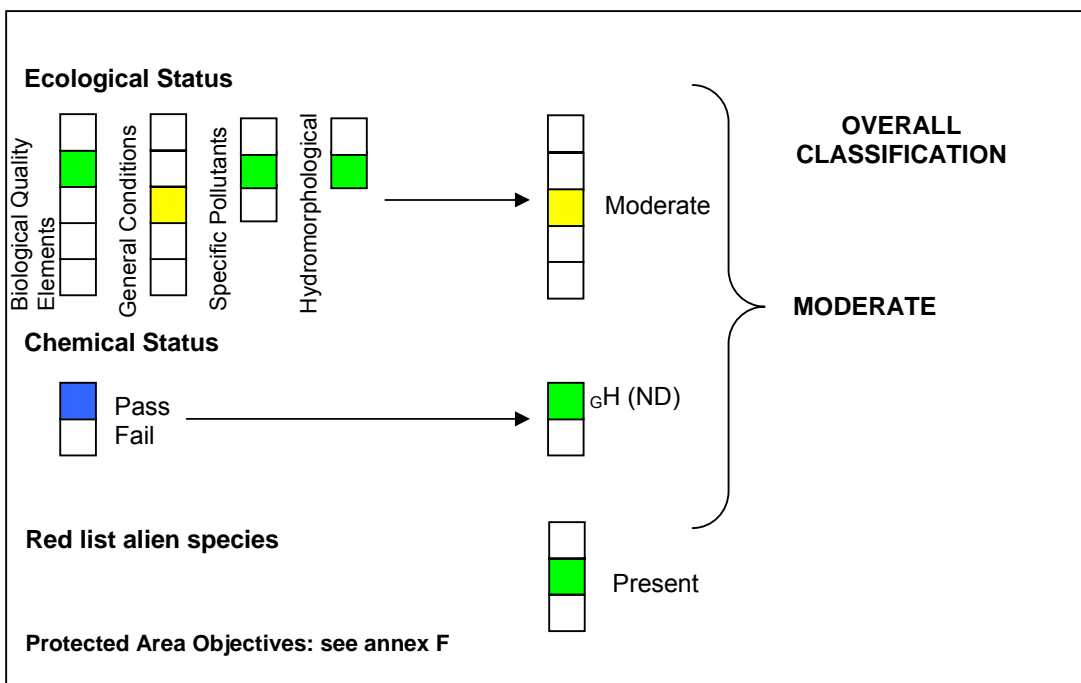 Ecological Status
Biological Quality
Elements
General Conditions
Specific Pollutants
Hydromorphological
Moderate
OVERALL
CLASSIFICATION
MODERATE
Chemical Status
Pass
Fail
GH (ND)
Red list alien species
Present
Protected Area Objectives: see annex F